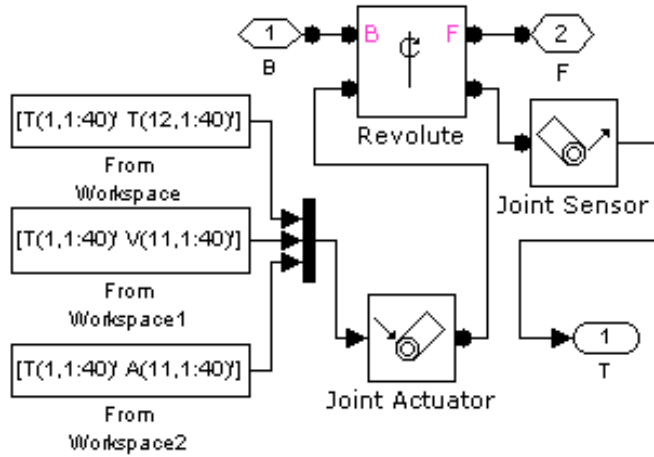 1
B
B
F
2
F
Revolute
[T(1,1:40)' T(12,1:40)']
From
Workspace
Joint Sensor
[T(1,1:40)' V(11,1:40)']
From
Workspace1
1
T
[T(1,1:40)' A(11,1:40)']
From
Workspace2
Joint Actuator